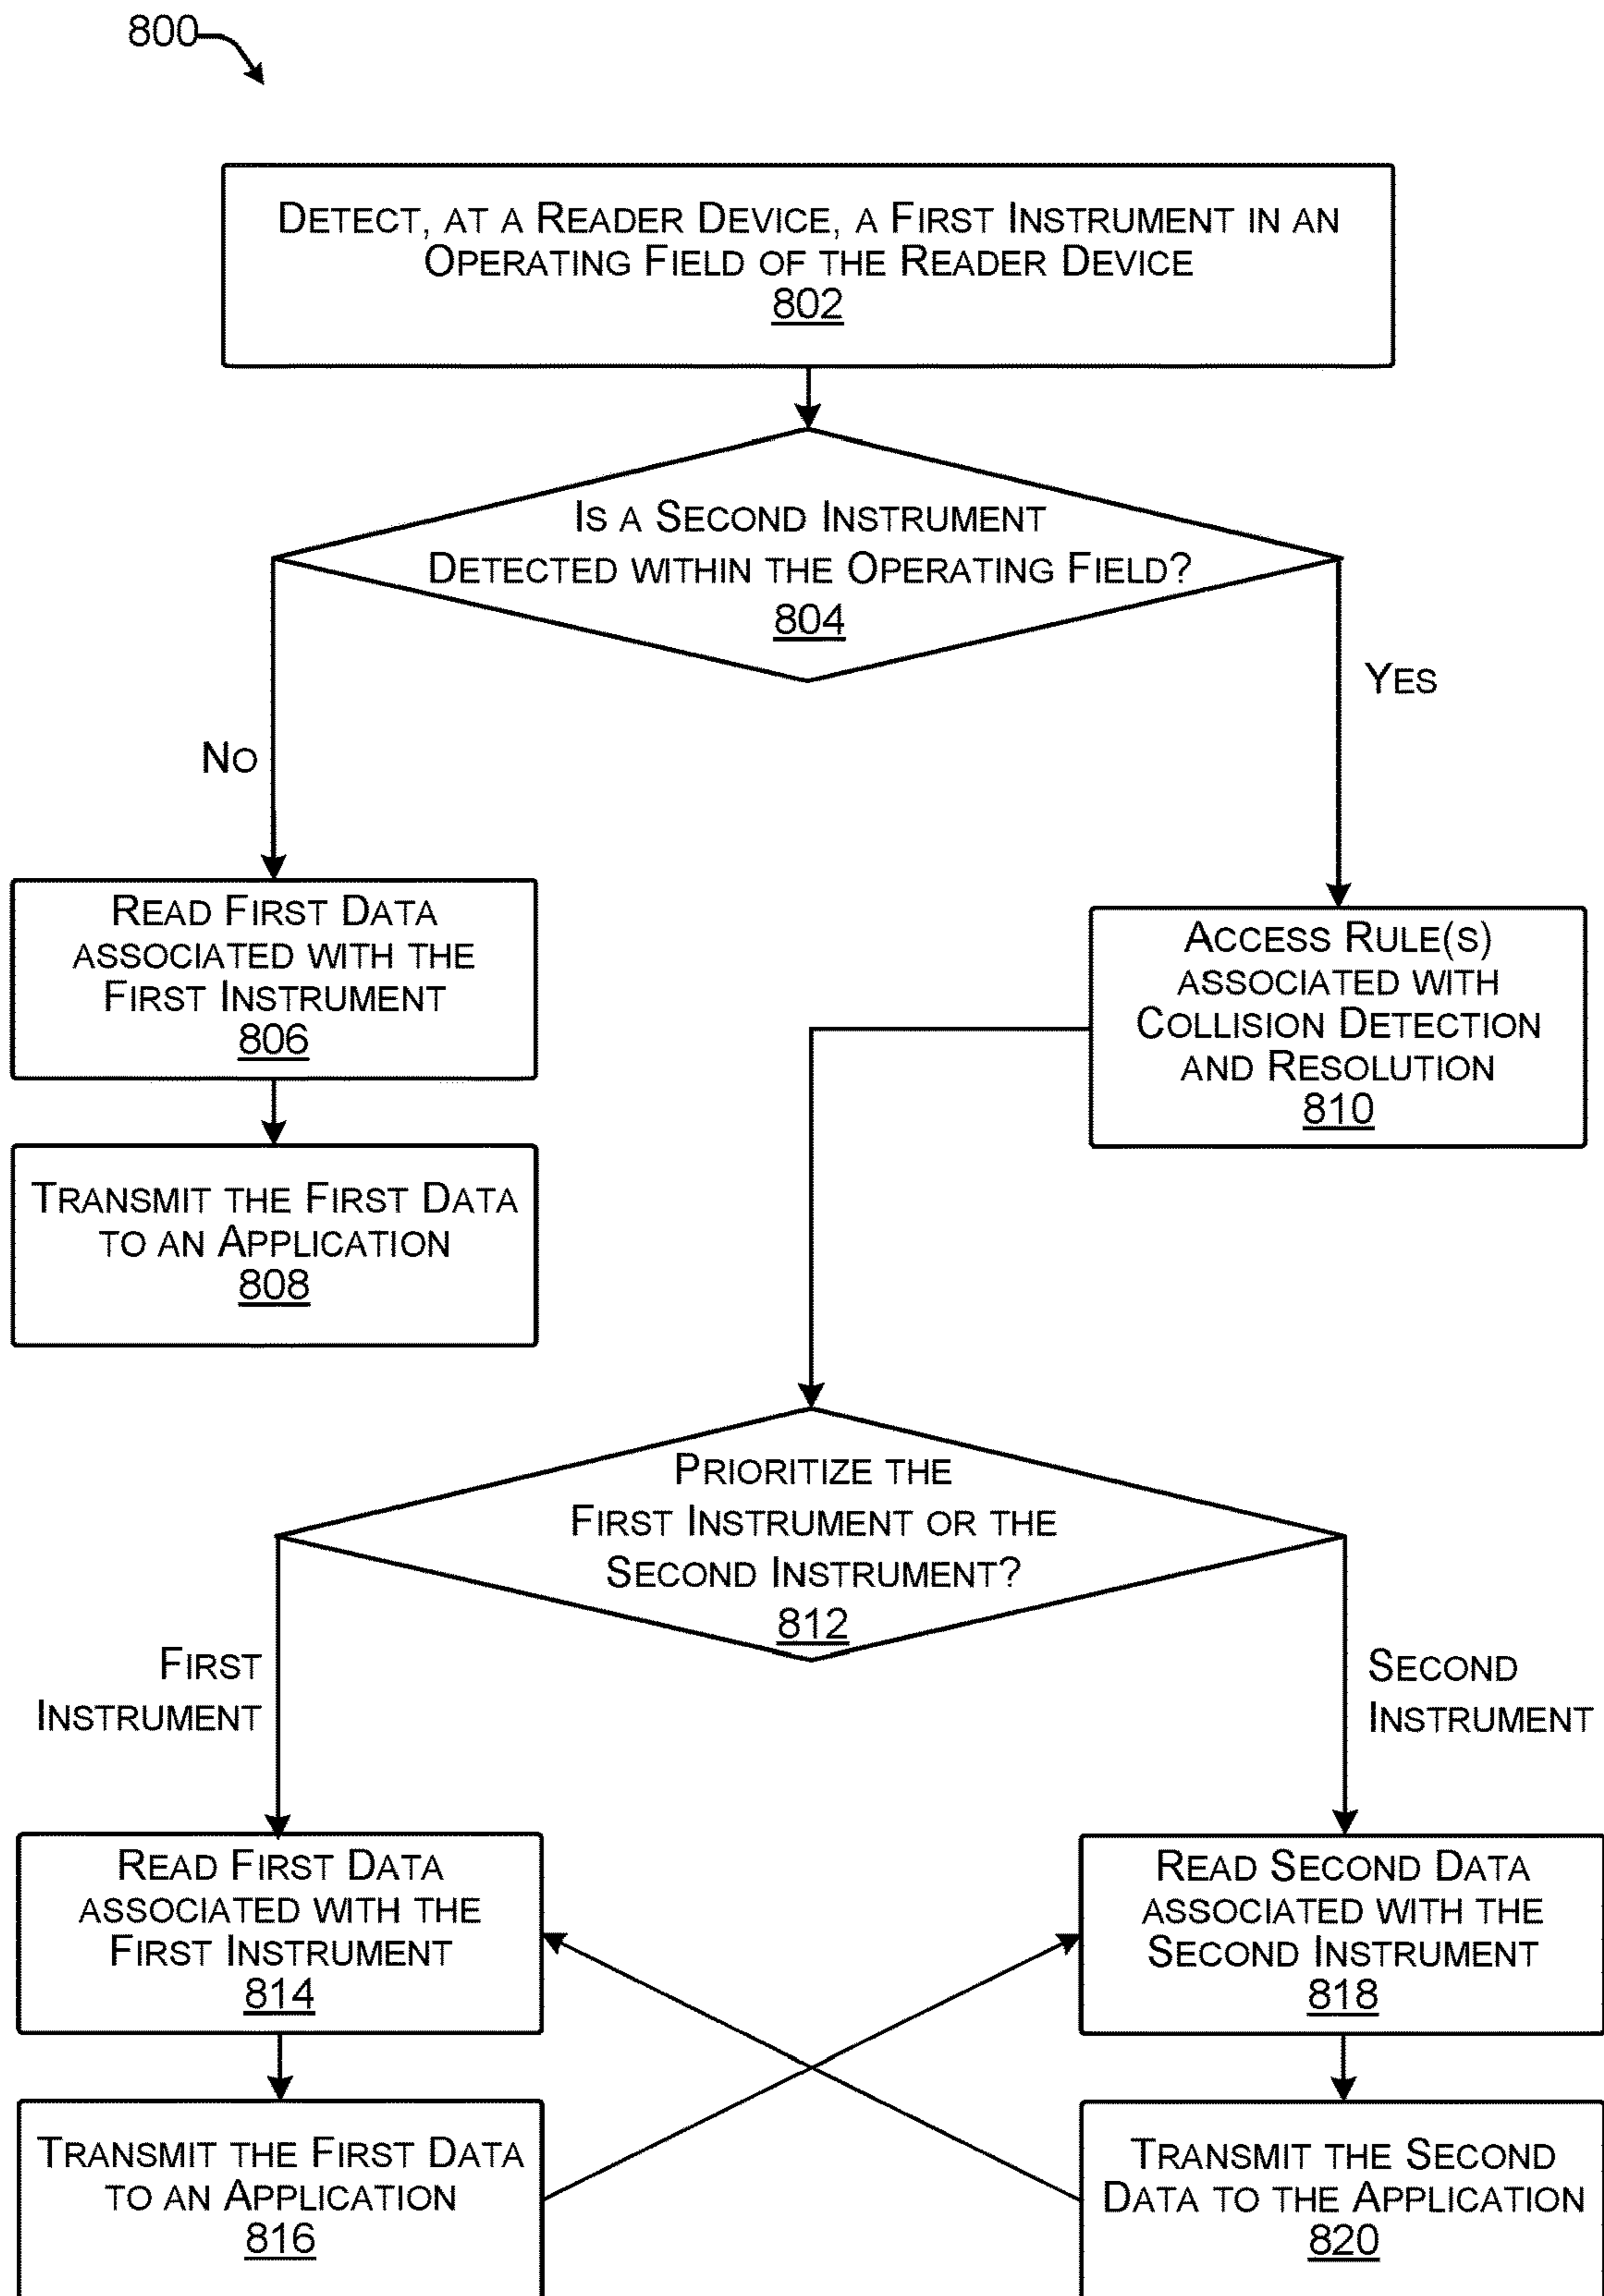 800
DETECT, AT A READER DEVICE, A FIRST INSTRUMENT IN AN
OPERATING FIELD OF THE READER DEVICE
802
IS A SECOND INSTRUMENT
DETECTED WITHIN THE OPERATING FIELD?
804
YES
NO
READ FIRST DATA
ASSOCIATED WITH THE
FIRST INSTRUMENT
806
ACCESS RULE(S)
ASSOCIATED WITH
COLLISION DETECTION
AND RESOLUTION
810
TRANSMIT THE FIRST DATA
TO AN APPLICATION
808
PRIORITIZE THE
FIRST INSTRUMENT OR THE
SECOND INSTRUMENT?
812
FIRST
INSTRUMENT
SECOND
INSTRUMENT
READ FIRST DATA
ASSOCIATED WITH THE
FIRST INSTRUMENT
814
READ SECOND DATA
ASSOCIATED WITH THE
SECOND INSTRUMENT
818
TRANSMIT THE FIRST DATA
TO AN APPLICATION
816
TRANSMIT THE SECOND
DATA TO THE APPLICATION
820